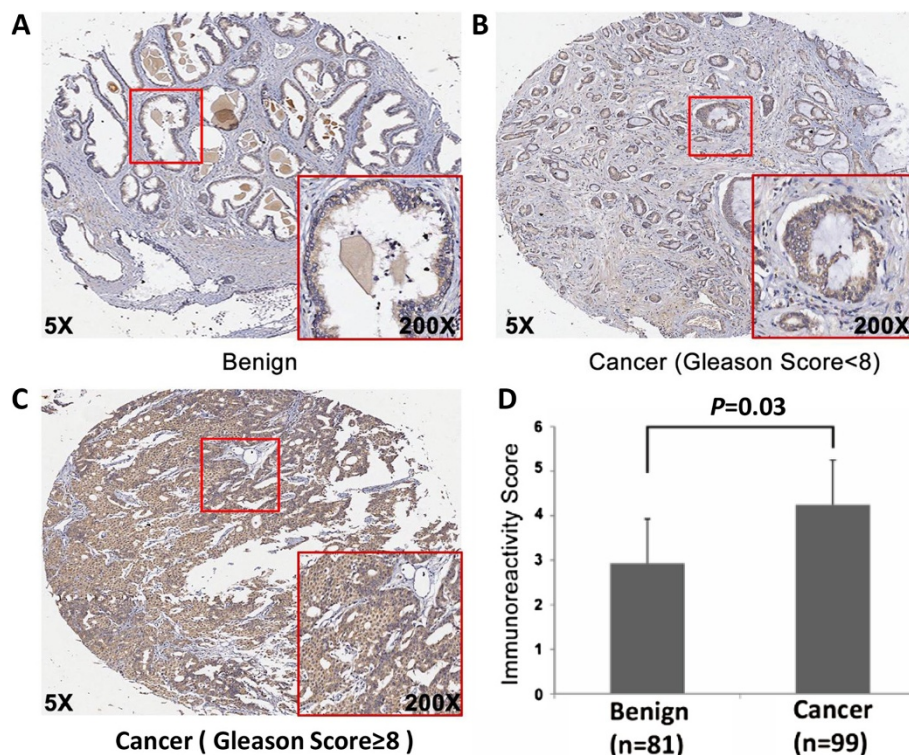 A
5X
200X
Benign
B
5X
200X
Cancer (Gleason Score<8)
C
5X
200X
Cancer ( Gleason Score≥8 )
D
P=0.03
Immunoreactivity Score
6
5
4
3
2
1
0
Benign
(n=81)
Cancer
(n=99)